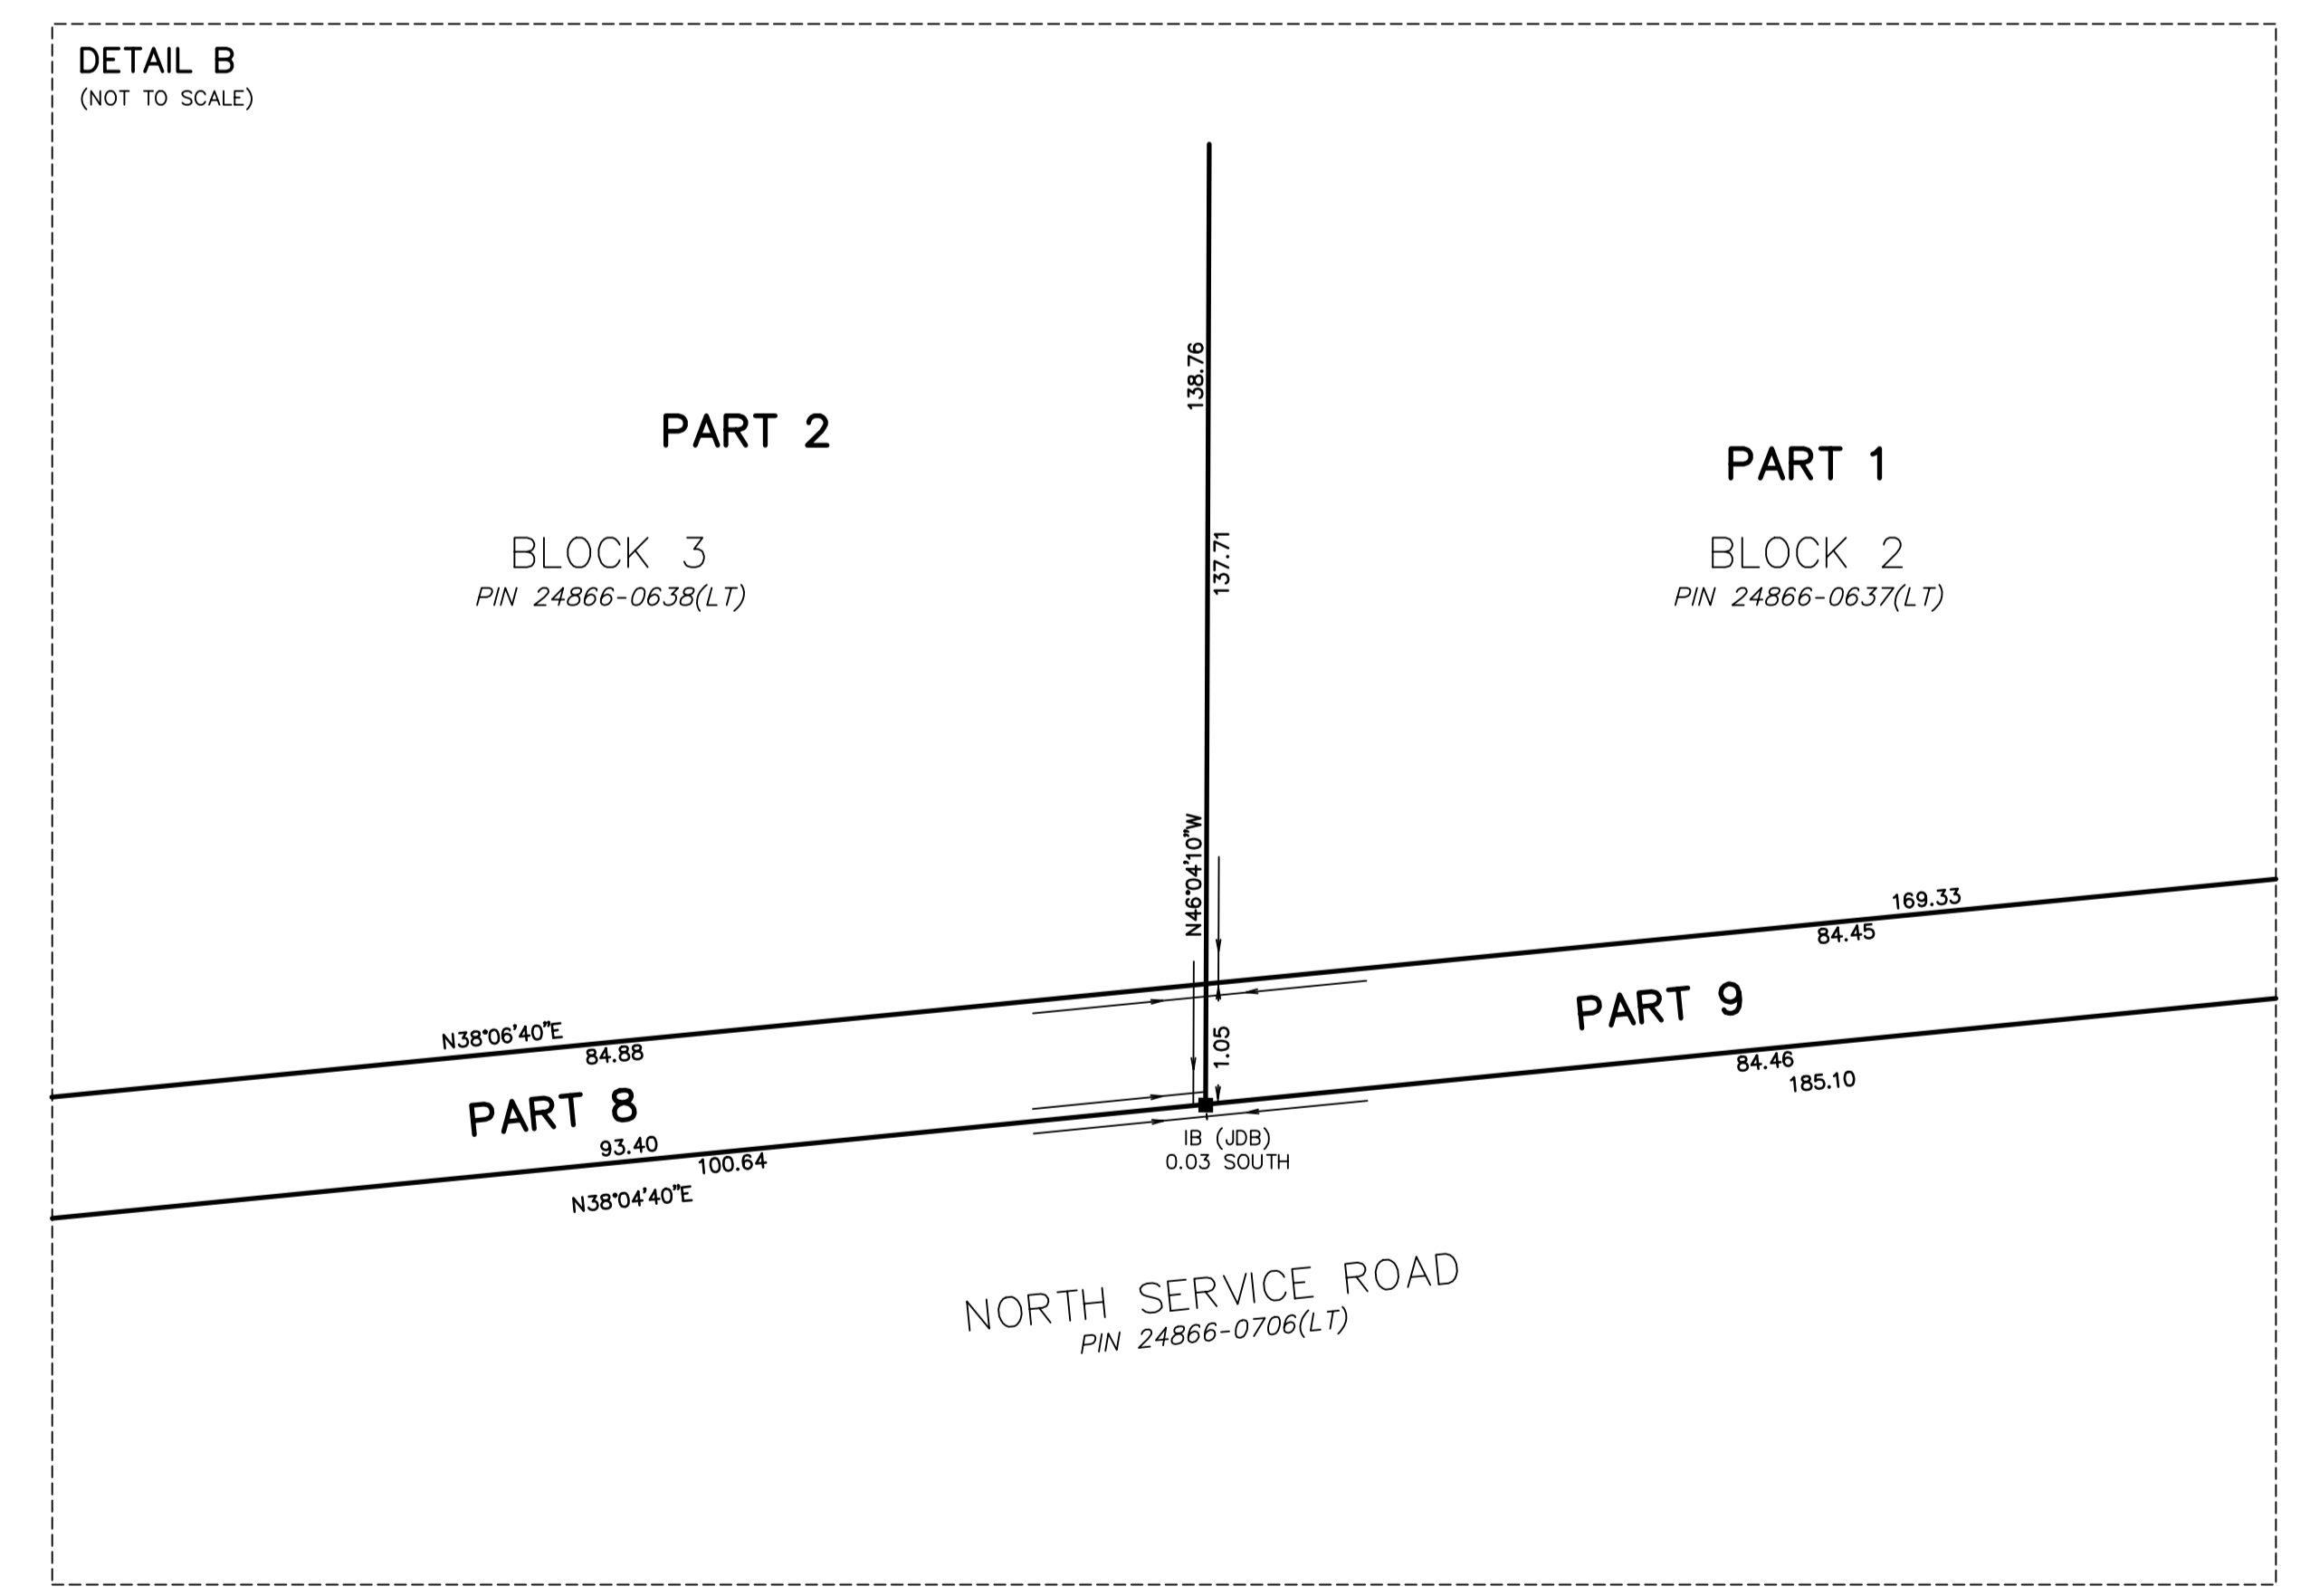 DETAIL B
(NOT TO SCALE)
138.76
PART 2
PART 1
137.71
BLOCK 3
PIN 24866-0638(LT)
BLOCK 2
PIN 24866-0637(LT)
N46°04'10"W
169.33
84.45
N38°06'40"E
84.88
PART 9
1.05
84.46
185.10
PART 8
93.40
100.64
N38°04'40"E
IB (JDB)
0.03 SOUTH
NORTH SERVICE ROAD
PIN 24866-0706(LT)